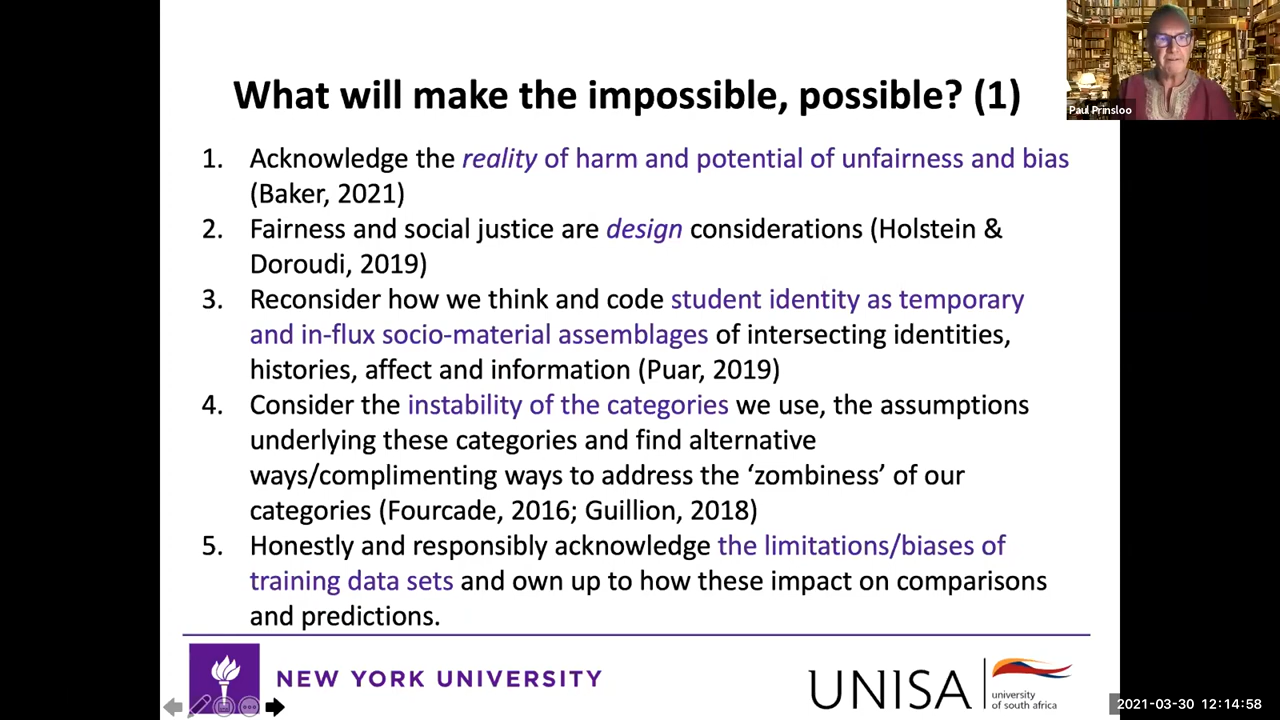 What will make the impossible, possible? (1)
Paul Prinsloo
1. Acknowledge the reality of harm and potential of unfairness and bias
(Baker, 2021)
2. Fairness and social justice are design considerations (Holstein &
Doroudi, 2019)
3. Reconsider how we think and code student identity as temporary
and in-flux socio-material assemblages of intersecting identities,
histories, affect and information (Puar, 2019)
4. Consider the instability of the categories we use, the assumptions
underlying these categories and find alternative
ways/complimenting ways to address the ‘zombiness’ of our
categories (Fourcade, 2016; Guillion, 2018)
5. Honestly and responsibly acknowledge the limitations/biases of
training data sets and own up to how these impact on comparisons
and predictions.
NEW YORK UNIVERSITY
UNISA
university
of south africa
2021-03-30 12:14:58